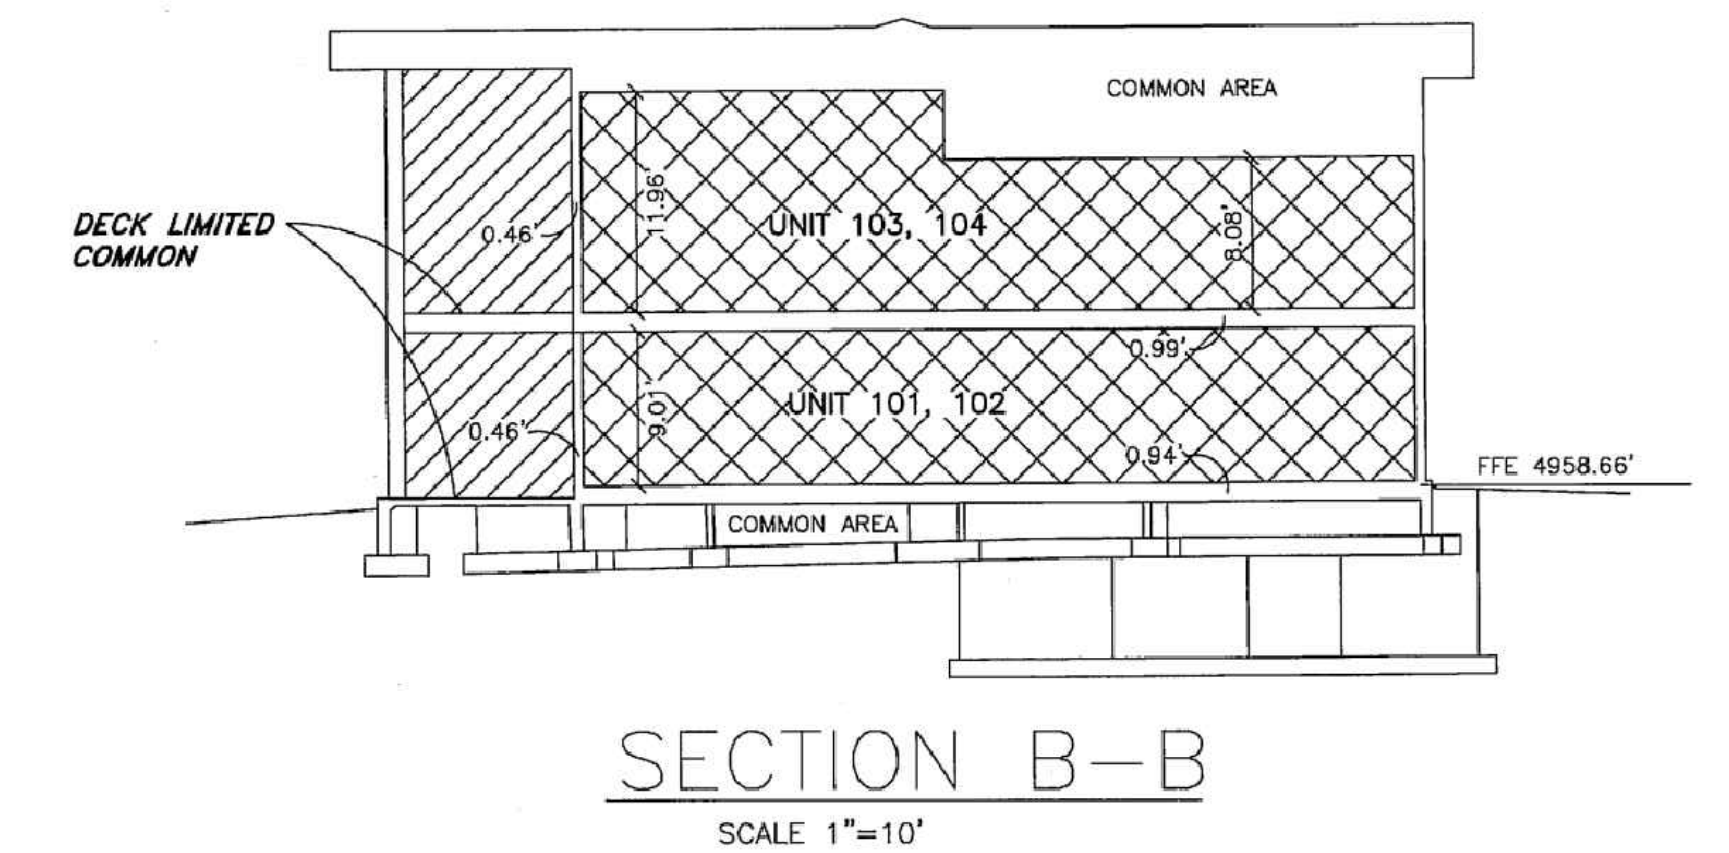 COMMON AREA
DECK LIMITED
COMMON
0.46'
11.96'
UNIT 103, 104
8.08'
0.99'
0.46'
9.01'
UNIT 101, 102
0.94'
FFE 4958.66'
COMMON AREA
SECTION B-B
SCALE 1"=10'